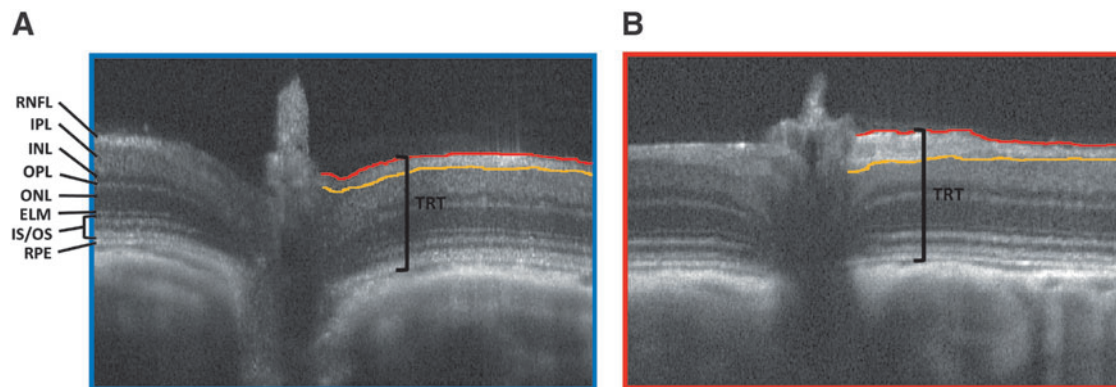 A
B
RNFL
IPL
INL
OPL
ONL
ELM
IS/OS
RPE
TRT
TRT